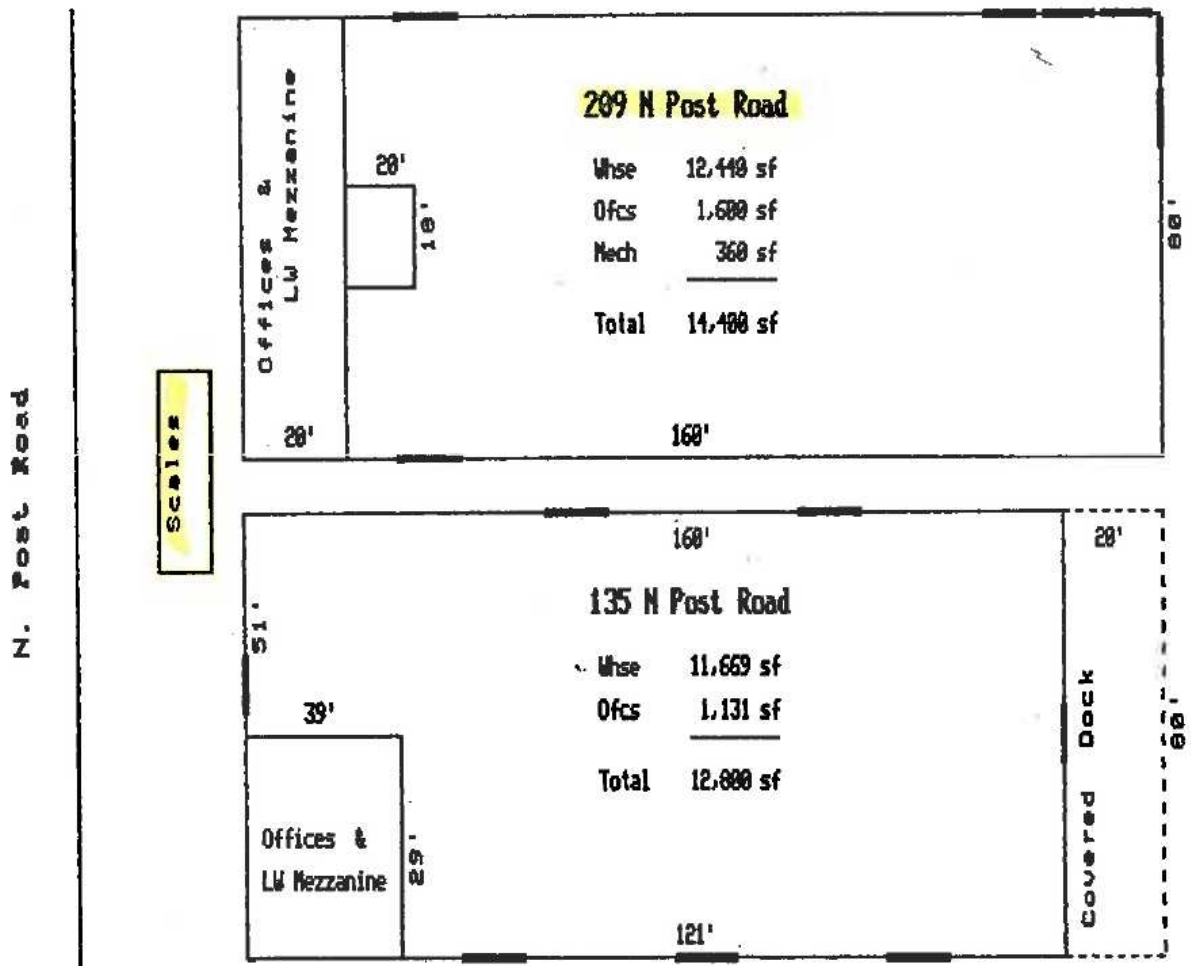 209 N Post Road
Whse 12,440 sf
Ofcs 1,600 sf
Mech 360 sf
Total 14,400 sf
Offices &
LW Mezzanine
20'
18'
80'
20'
160'
N. Post Road
Scales
160'
20'
135 N Post Road
51'
Whse 11,669 sf
Ofcs 1,131 sf
Total 12,800 sf
39'
Offices &
LW Mezzanine
29'
121'
Covered Dock
80'